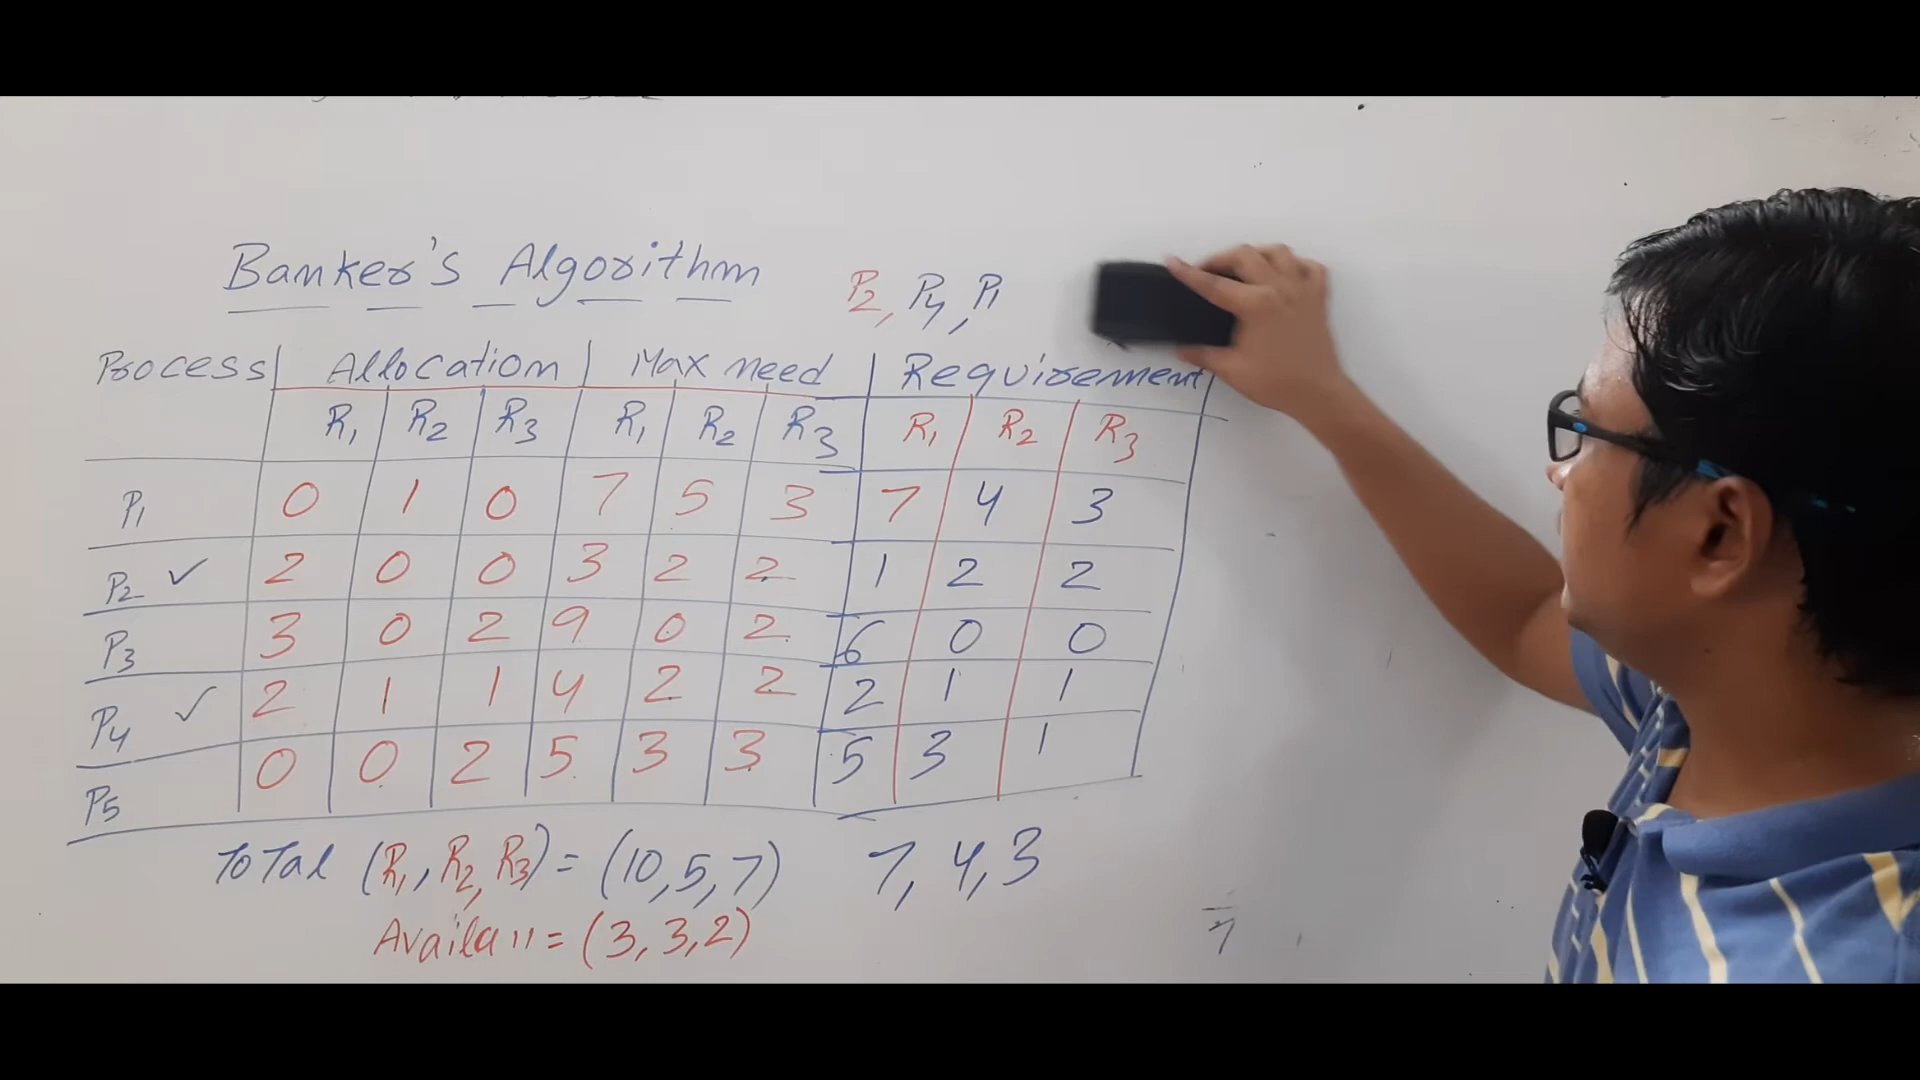 Banker's Algorithm
P2, P4, P1
Process Allocation Max need Requirement
R1 R2 R3 R1 R2 R3 R1 R2 R3
P1 0 1 0 7 5 3 7 4 3
P2 ✓ 2 0 0 3 2 2 1 2 2
P3 3 0 2 9 0 2 6 0 0
P4 ✓ 2 1 1 4 2 2 2 1 1
P5 0 0 2 5 3 3 5 3 1
ToTal (R1, R2, R3) = (10,5,7) 7, 4, 3
= (3, 3, 2)
7